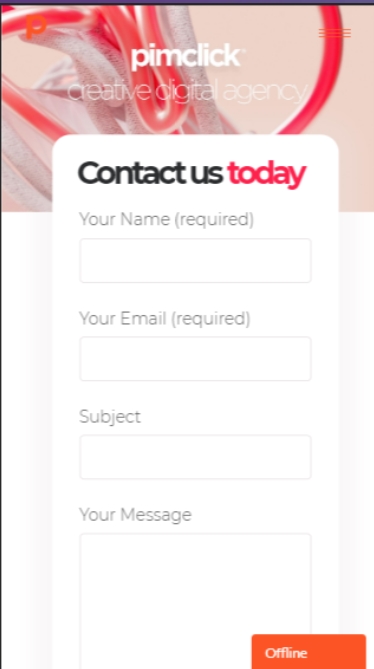 p
pimclick
creative digital agency
Contact us today
Your Name (required)
Your Email (required)
Subject
Your Message
Offline